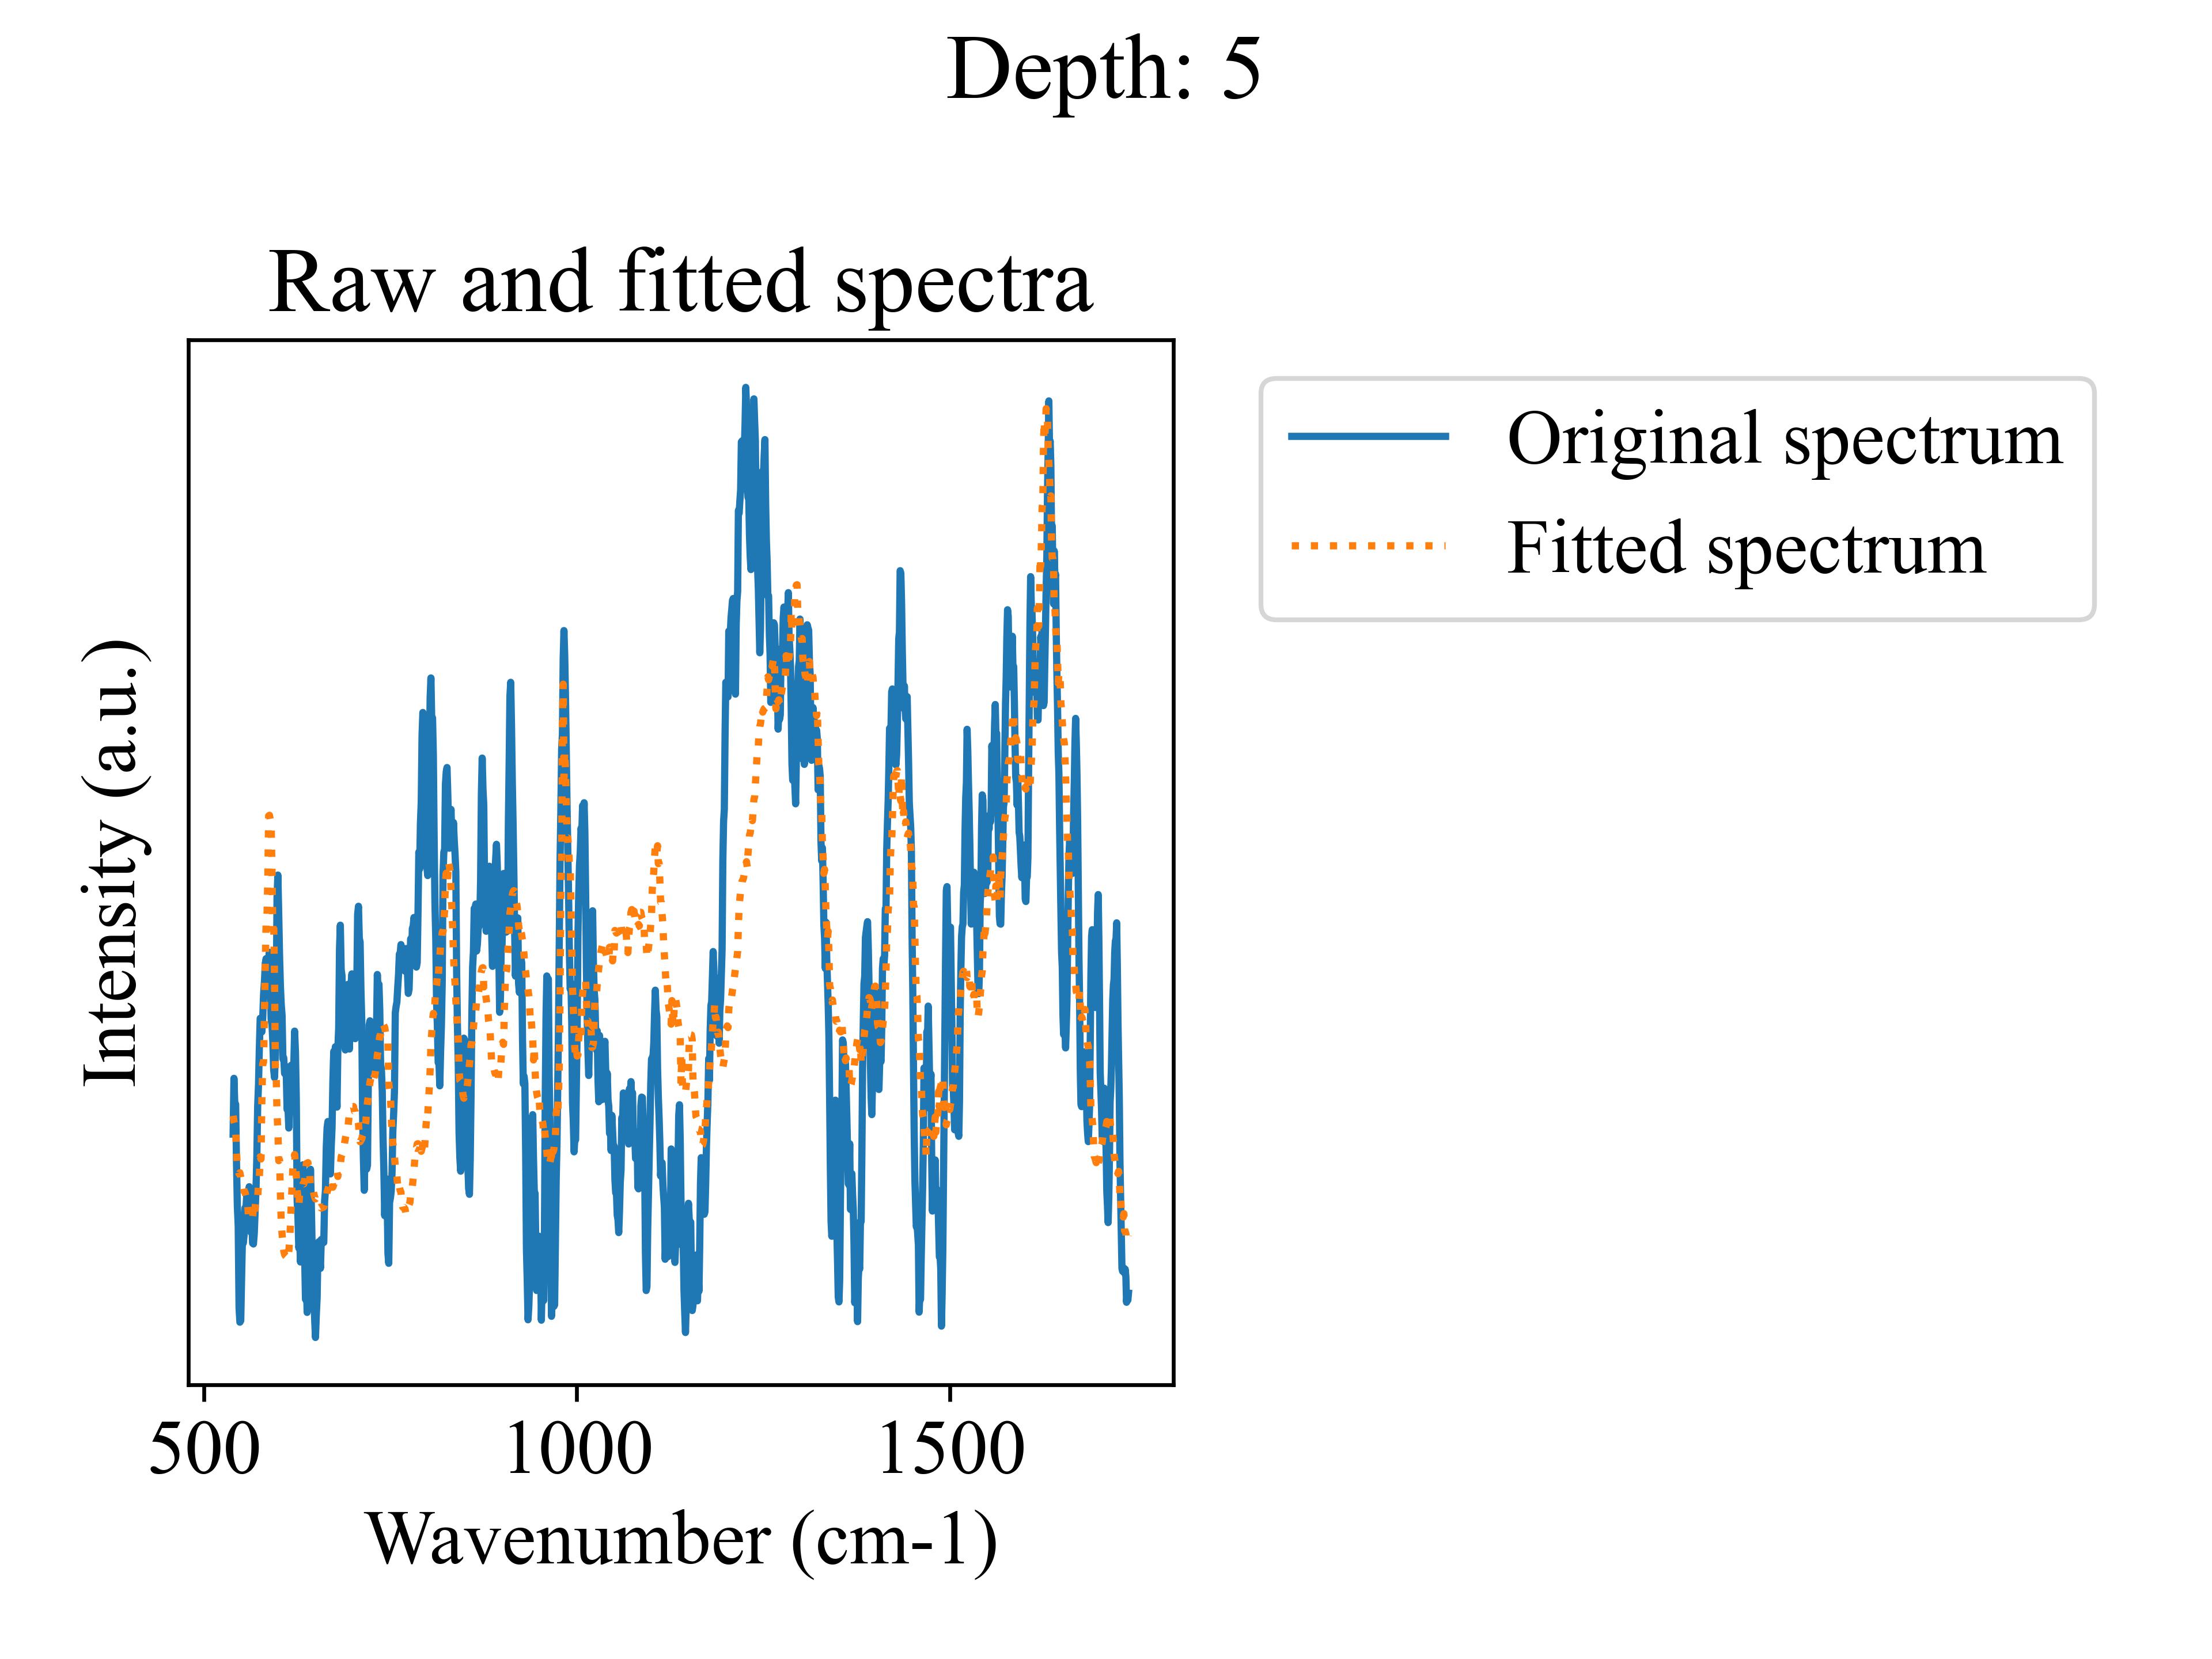 Depth: 5
Raw and fitted spectra
Original spectrum
Fitted spectrum
Intensity (a.u.)
500 1000 1500
Wavenumber (cm-1)